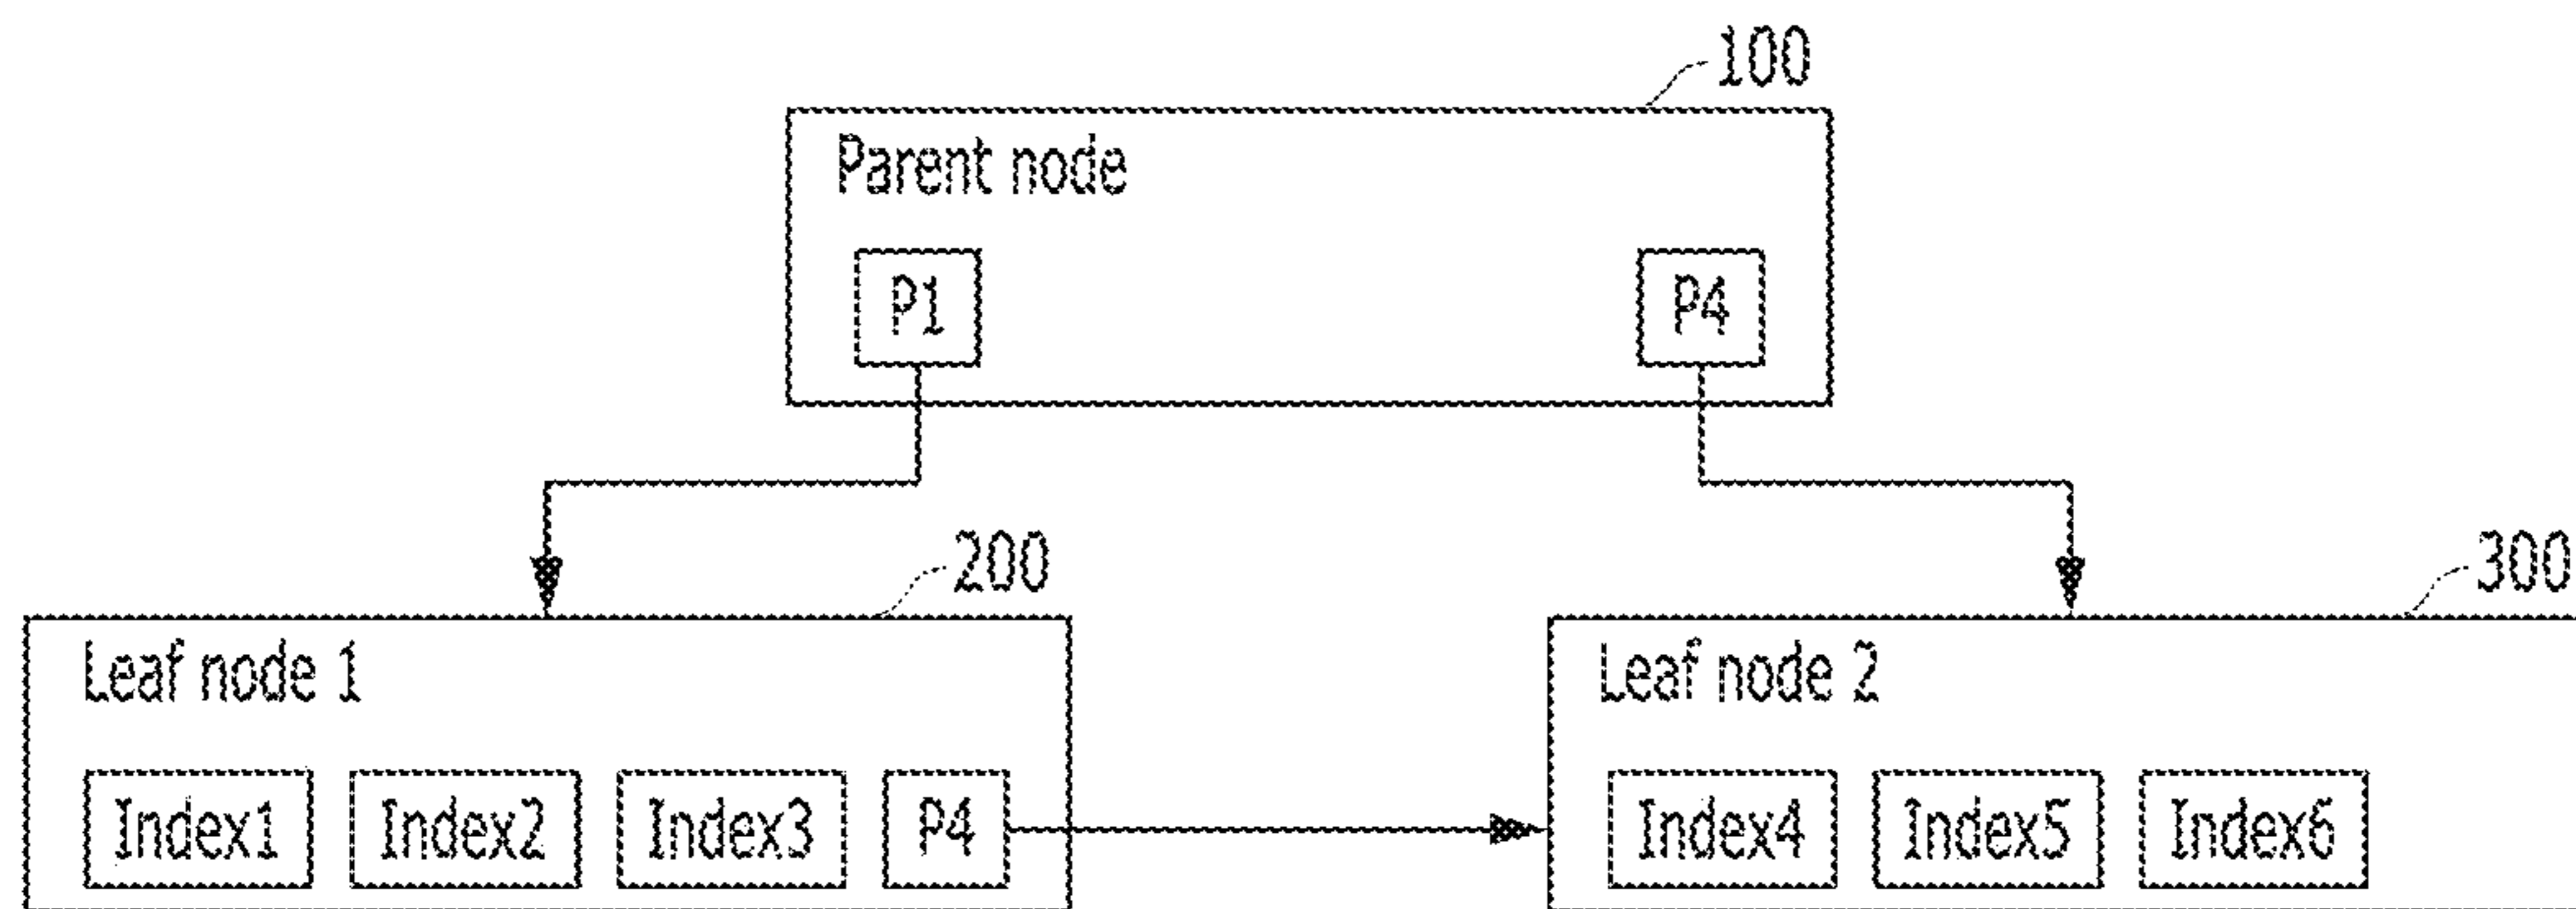 100
Parent node
P1 P4
200 300
Leaf node 1 Leaf node 2
Index1 Index2 Index3 P4 Index4 Index5 Index6